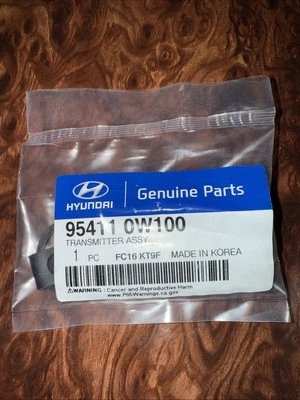 HYUNDAI
Genuine Parts
95411 0W100
TRANSMITTER ASSY
1 PC FC16 KT9F MADE IN KOREA
⚠WARNING: Cancer and Reproductive Harm
www.P65Warnings.ca.gov